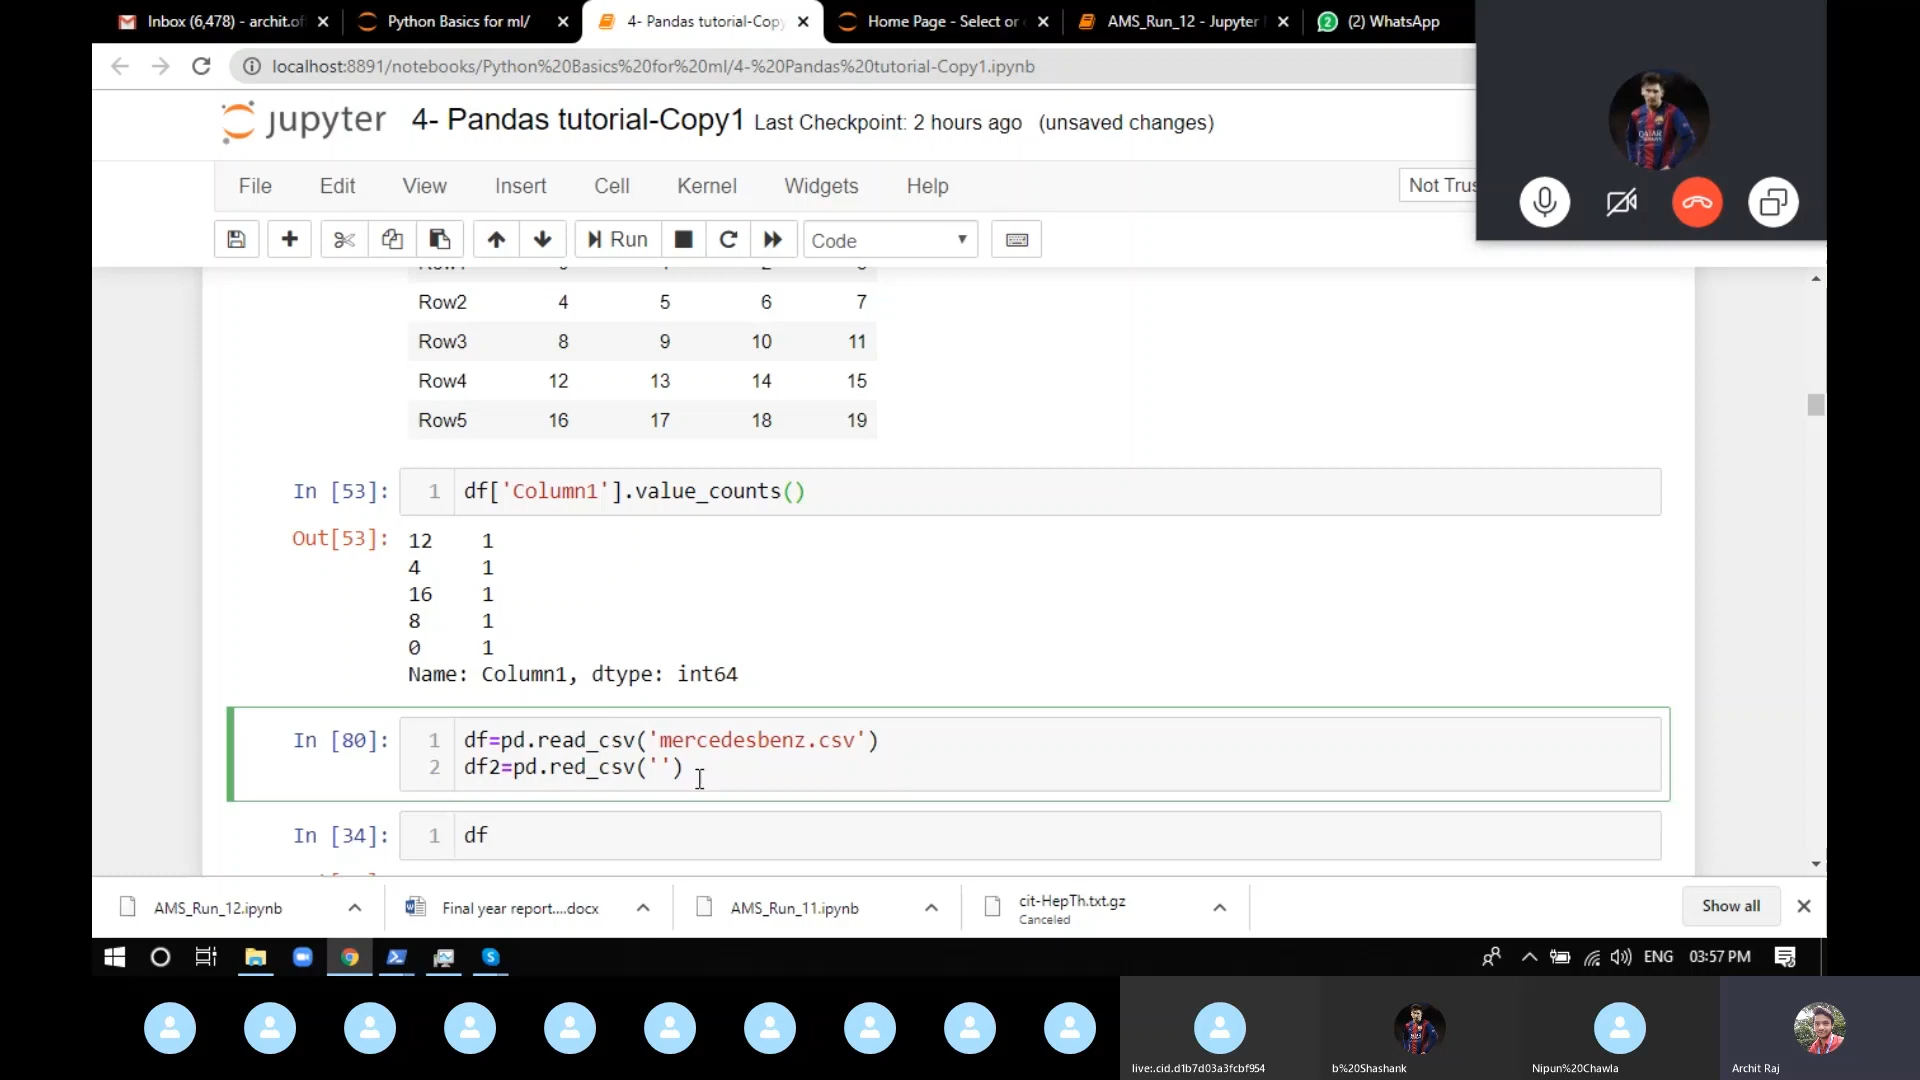 Inbox (6,478) - archit.of
Python Basics for ml/
4- Pandas tutorial-Copy
Home Page - Select or
AMS_Run_12 - Jupyter
2 (2) WhatsApp
localhost:8891/notebooks/Python%20Basics%20for%20ml/4-%20Pandas%20tutorial-Copy1.ipynb
jupyter 4- Pandas tutorial-Copy1 Last Checkpoint: 2 hours ago (unsaved changes)
File Edit View Insert Cell Kernel Widgets Help Not Trus
Run Code
Row2 4 5 6 7
Row3 8 9 10 11
Row4 12 13 14 15
Row5 16 17 18 19
In [53]: 1 df['Column1'].value_counts()
Out[53]: 12 1
4 1
16 1
8 1
0 1
Name: Column1, dtype: int64
In [80]: 1 df=pd.read_csv('mercedesbenz.csv')
2 df2=pd.red_csv('')
In [34]: 1 df
AMS_Run_12.ipynb
Final year report....docx
AMS_Run_11.ipynb
cit-HepTh.txt.gz
Canceled
Show all
ENG 03:57 PM
live:.cid.d1b7d03a3fcbf954
b%20Shashank
Nipun%20Chawla
Archit Raj